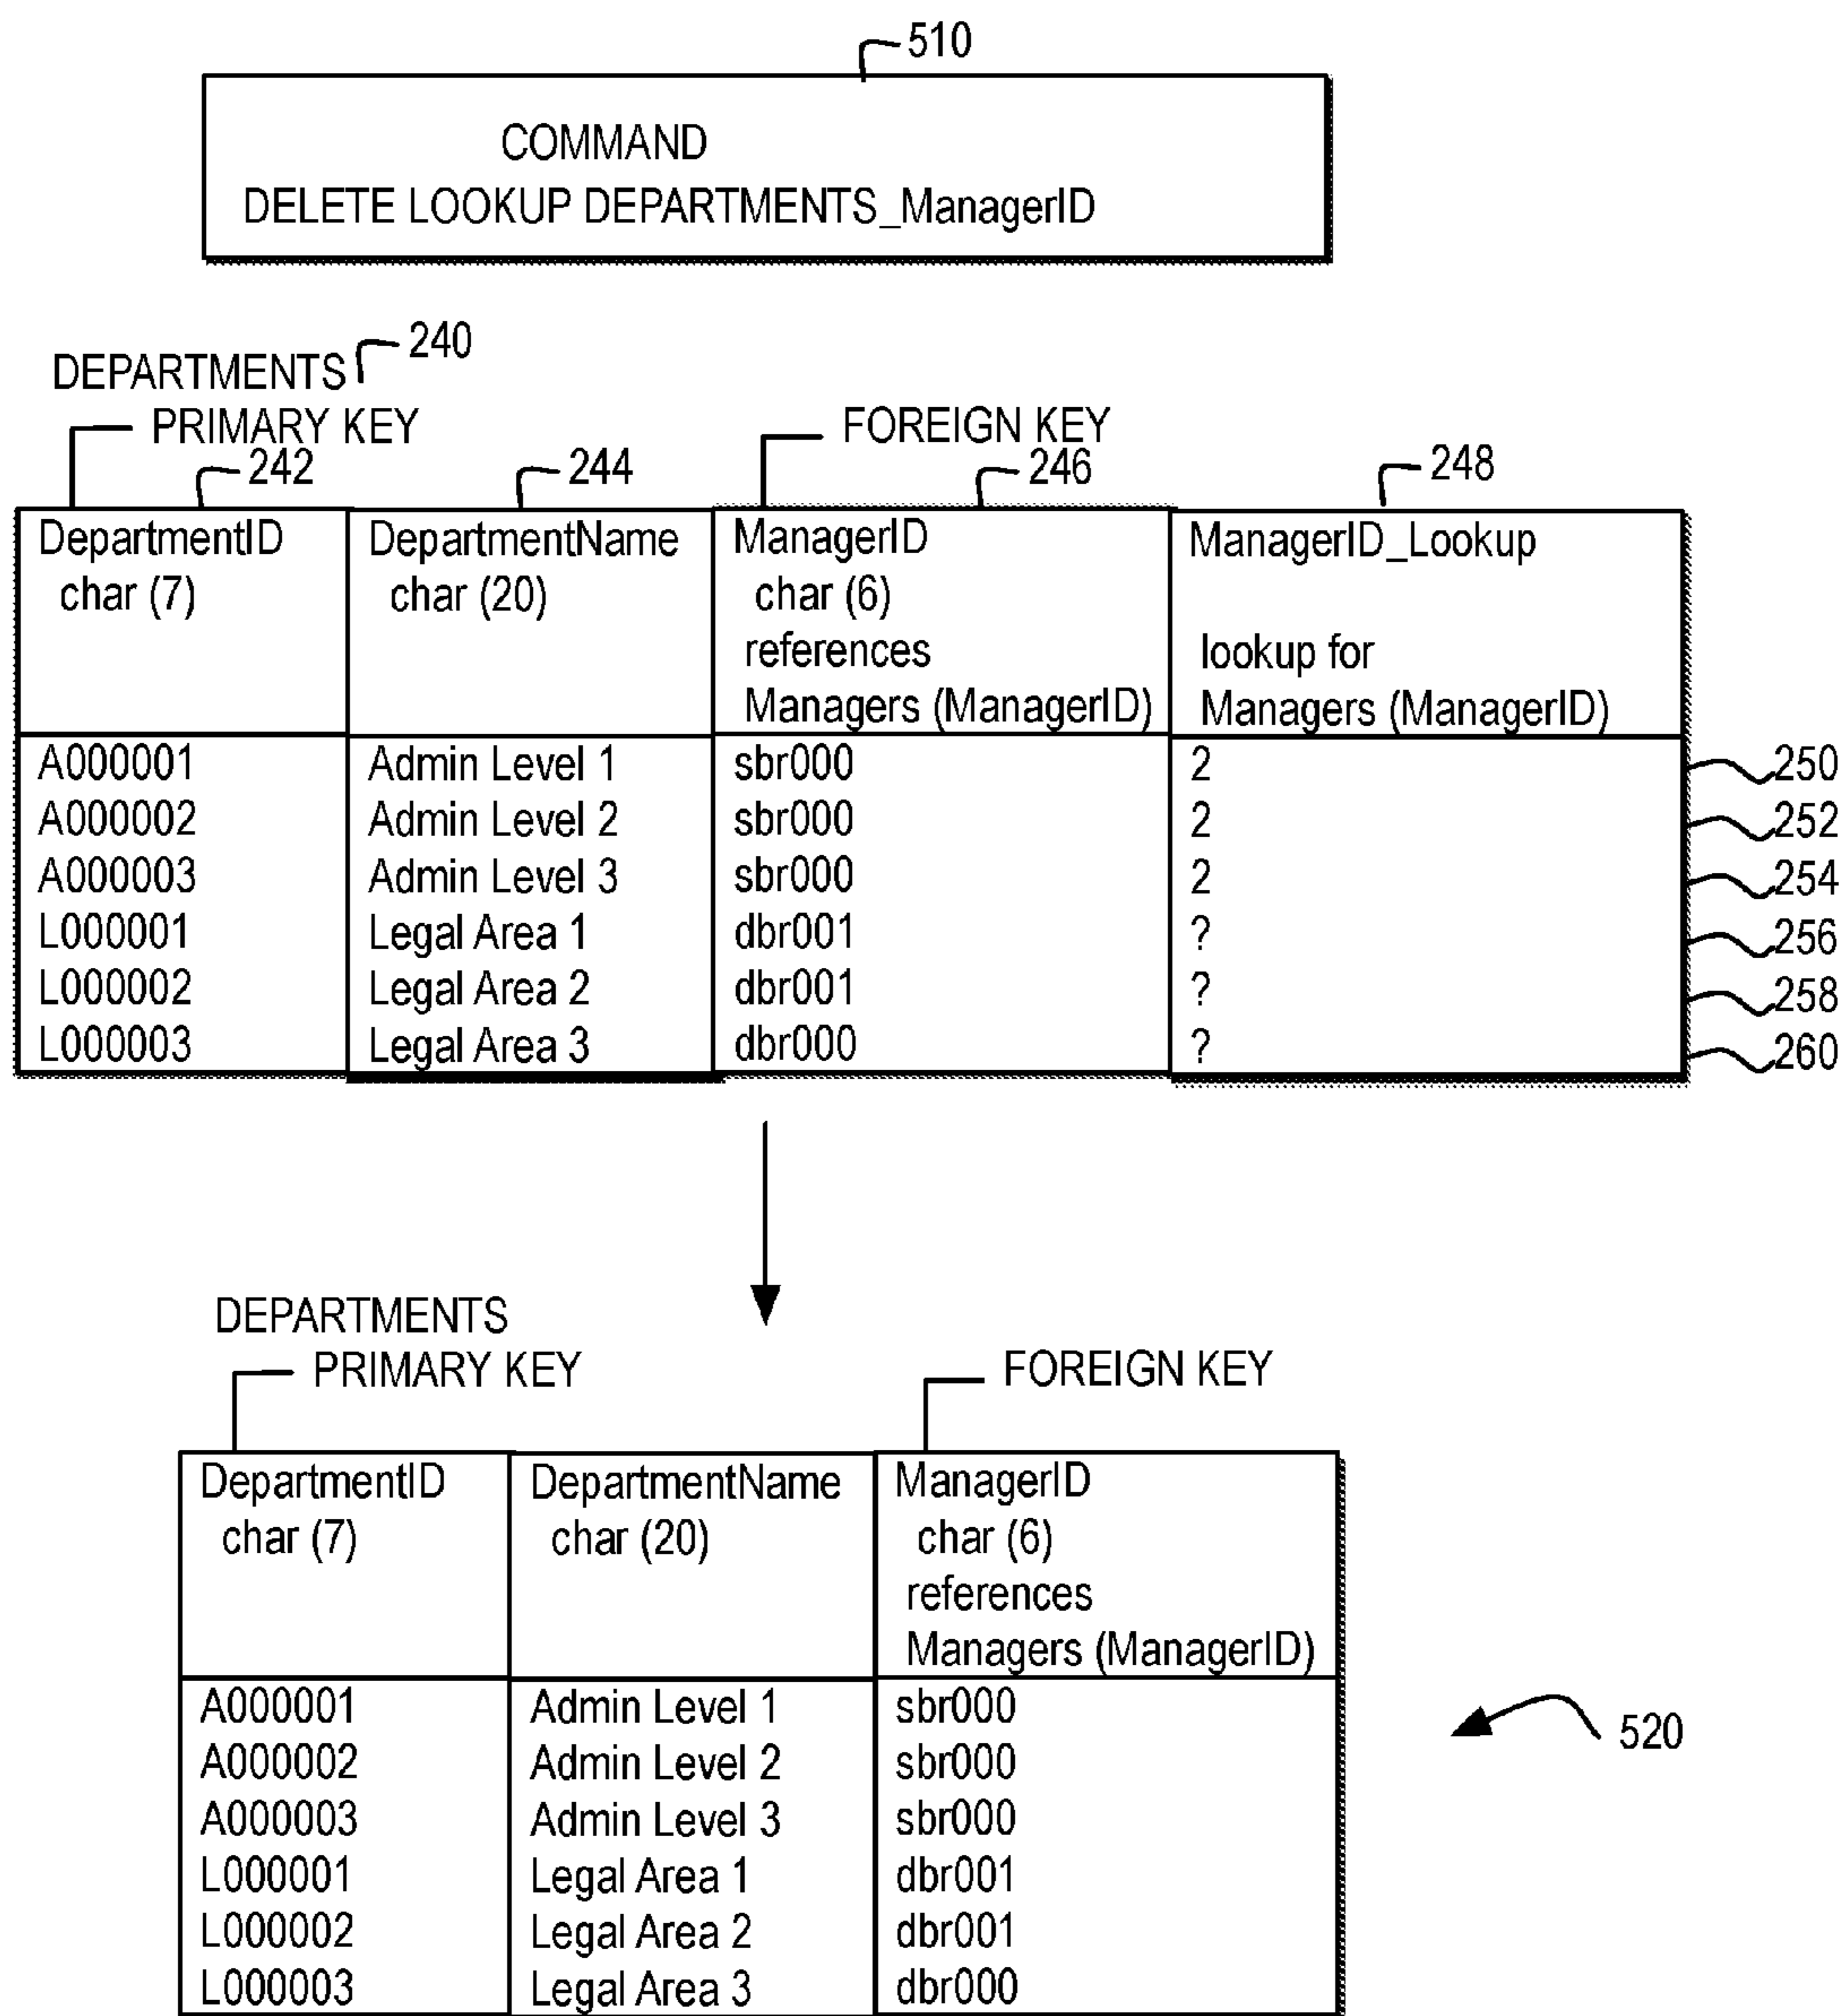 510
COMMAND
DELETE LOOKUP DEPARTMENTS_ManagerID
DEPARTMENTS 240
PRIMARY KEY FOREIGN KEY
242 244 246 248
DepartmentID DepartmentName ManagerID ManagerID_Lookup
char (7) char (20) char (6)
references lookup for
Managers (ManagerID) Managers (ManagerID)
A000001 Admin Level 1 sbr000 2 250
A000002 Admin Level 2 sbr000 2 252
A000003 Admin Level 3 sbr000 2 254
L000001 Legal Area 1 dbr001 ? 256
L000002 Legal Area 2 dbr001 ? 258
L000003 Legal Area 3 dbr000 ? 260
DEPARTMENTS
PRIMARY KEY FOREIGN KEY
DepartmentID DepartmentName ManagerID
char (7) char (20) char (6)
references
Managers (ManagerID)
A000001 Admin Level 1 sbr000
A000002 Admin Level 2 sbr000 520
A000003 Admin Level 3 sbr000
L000001 Legal Area 1 dbr001
L000002 Legal Area 2 dbr001
L000003 Legal Area 3 dbr000